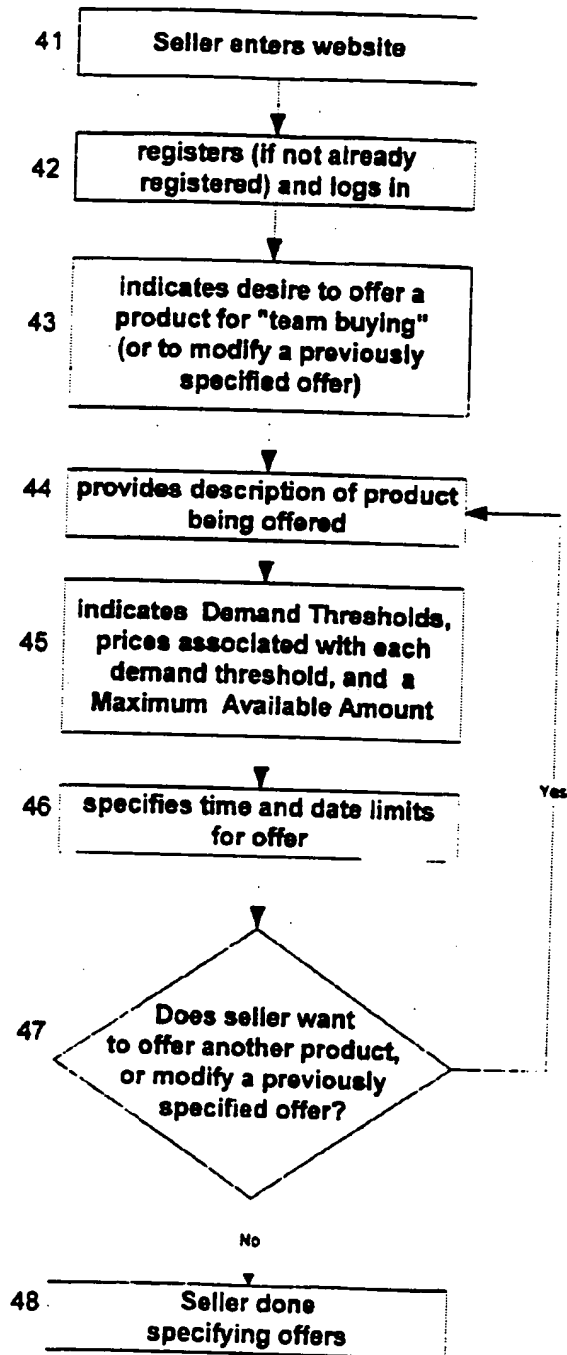 41 Seller enters website
42 registers (if not already
registered) and logs in
43 indicates desire to offer a
product for "team buying"
(or to modify a previously
specified offer)
44 provides description of product
being offered
45 indicates Demand Thresholds,
prices associated with each
demand threshold, and a
Maximum Available Amount
46 specifies time and date limits
for offer
Yes
47 Does seller want
to offer another product,
or modify a previously
specified offer?
No
48 Seller done
specifying offers